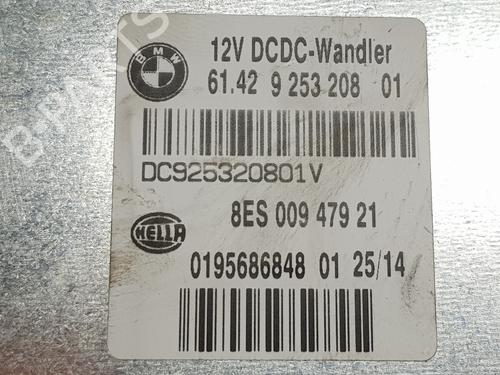 BMW
12V DCDC-Wandler
61.42 9 253 208 01
DC925320801V
HELLA
8ES 009 479 21
0195686848 01 25/14
B-PARTS